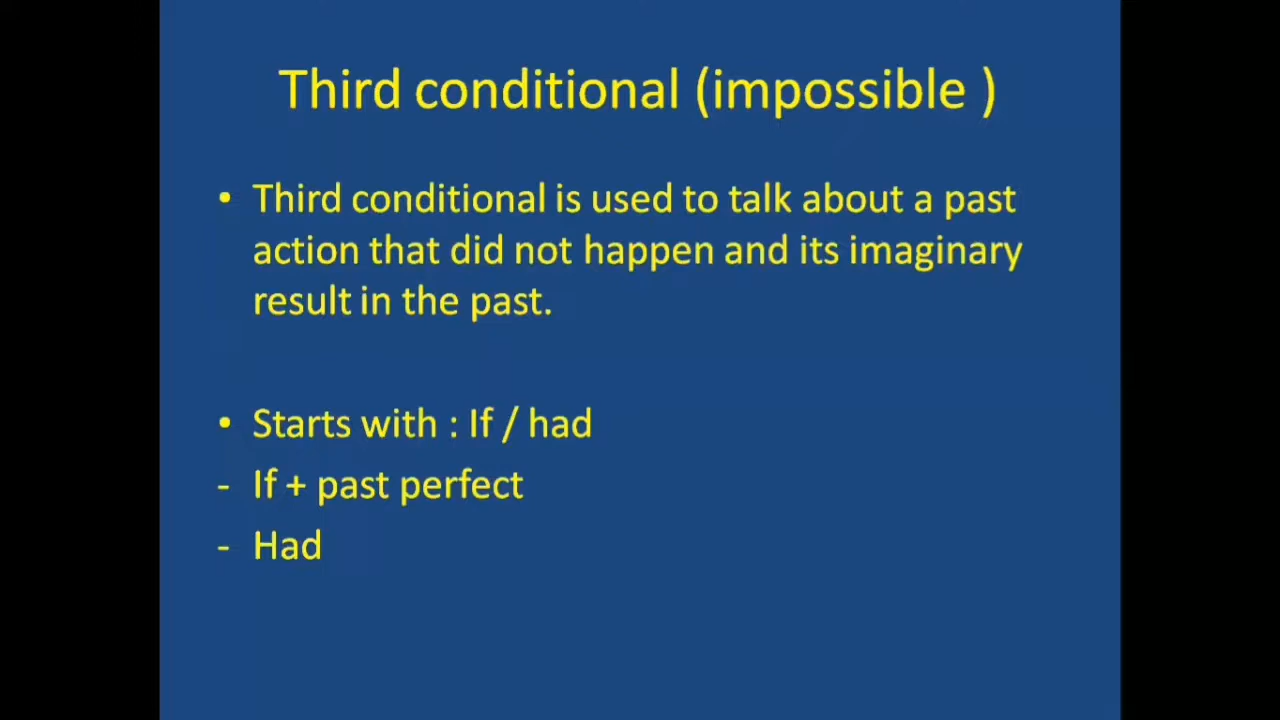 Third conditional (impossible )
• Third conditional is used to talk about a past
action that did not happen and its imaginary
result in the past.
• Starts with : If / had
- If + past perfect
- Had